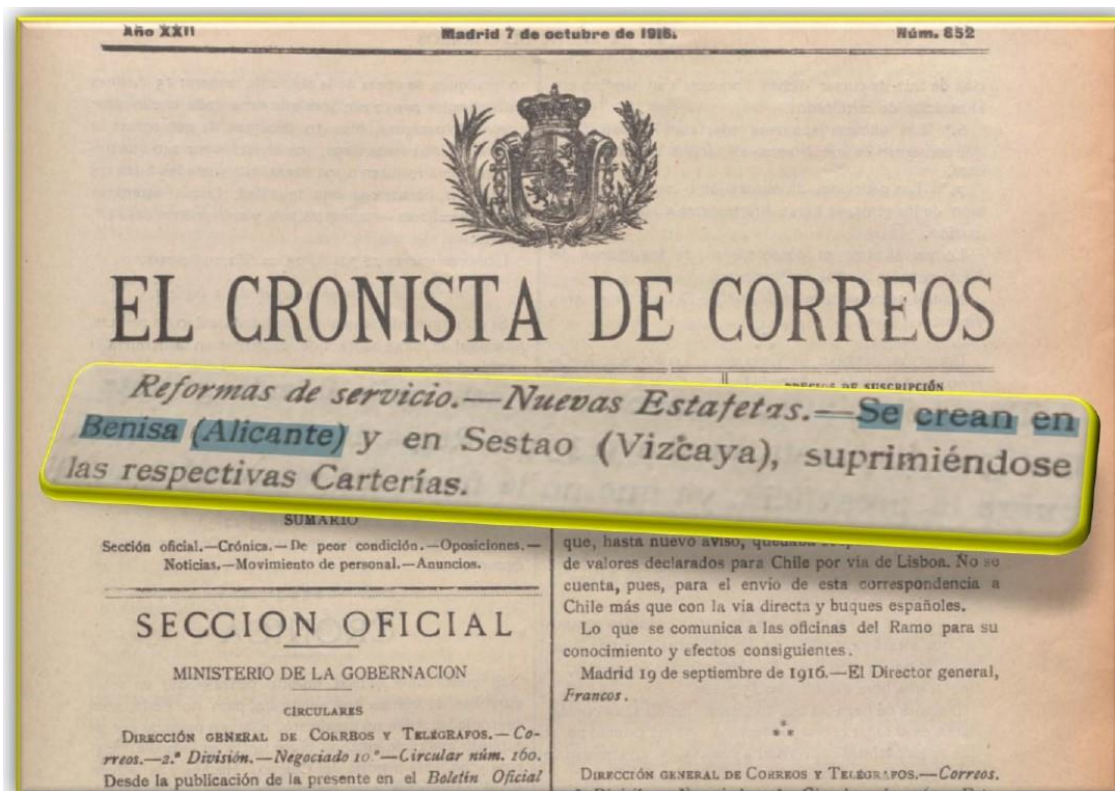 Año XXII Madrid 7 de octubre de 1916. Núm. 852
EL CRONISTA DE CORREOS
PRECIOS DE SUSCRIPCIÓN
Reformas de servicio.—Nuevas Estafetas.—Se crean en
Benisa (Alicante) y en Sestao (Vizcaya), suprimiéndose
las respectivas Carterías.
SUMARIO
Sección oficial.—Crónica.—De peor condición.—Oposiciones.—
Noticias.—Movimiento de personal.—Anuncios.
SECCION OFICIAL
MINISTERIO DE LA GOBERNACION
CIRCULARES
DIRECCIÓN GENERAL DE CORREOS Y TELÉGRAFOS.—Co-
rreos.—2.ª División.—Negociado 10.º—Circular núm. 160.
Desde la publicación de la presente en el Boletín Oficial
que, hasta nuevo aviso,
de valores declarados para Chile por vía de Lisboa. No se
cuenta, pues, para el envio de esta correspondencia a
Chile más que con la vía directa y buques españoles.
Lo que se comunica a las oficinas del Ramo para su
conocimiento y efectos consiguientes.
Madrid 19 de septiembre de 1916.—El Director general,
Francos.
DIRECCIÓN GENERAL DE CORREOS Y TELÉGRAFOS.—Correos.